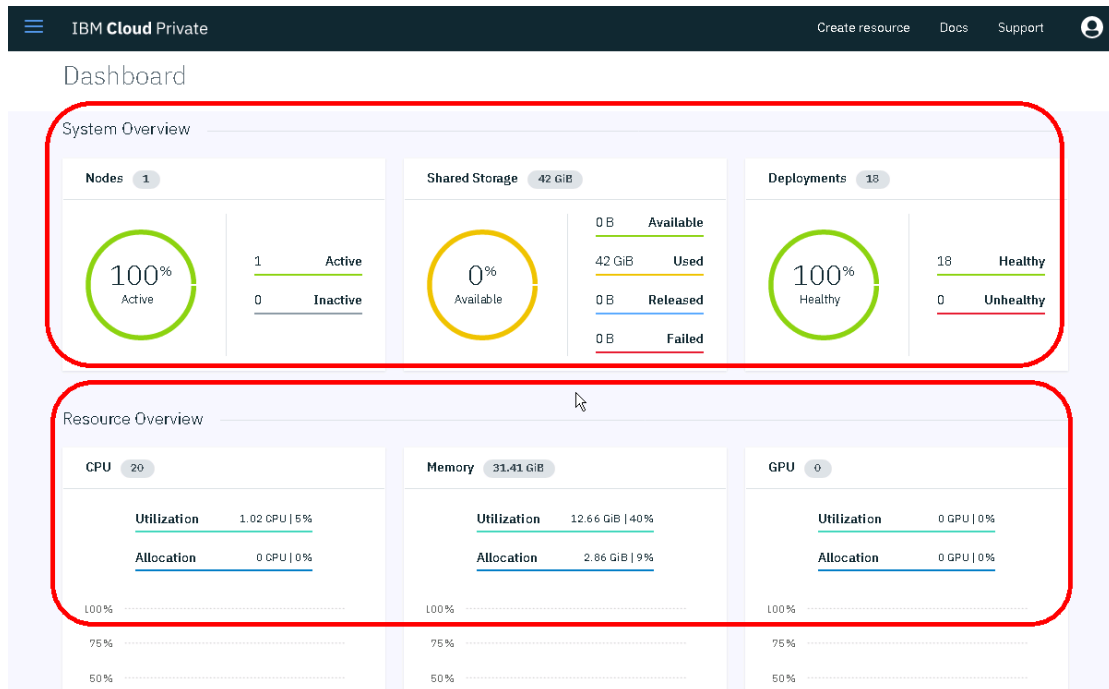 IBM Cloud Private Create resource Docs Support
Dashboard
System Overview
Nodes 1
100%
Active
1 Active
0 Inactive
Shared Storage 42 GiB
0%
Available
0 B Available
42 GiB Used
0 B Released
0 B Failed
Deployments 18
100%
Healthy
18 Healthy
0 Unhealthy
Resource Overview
CPU 20
Utilization 1.02 CPU | 5%
Allocation 0 CPU | 0%
100%
75%
50%
Memory 31.41 GiB
Utilization 12.66 GiB | 40%
Allocation 2.86 GiB | 9%
100%
75%
50%
GPU 0
Utilization 0 GPU | 0%
Allocation 0 GPU | 0%
100%
75%
50%